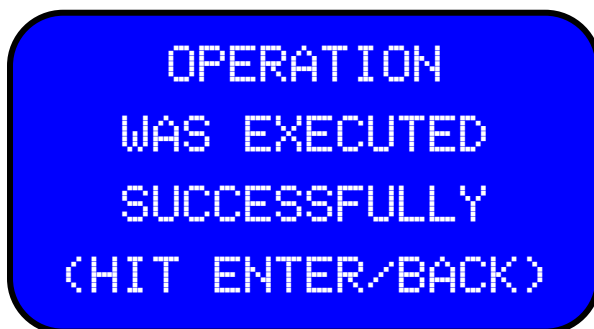 OPERATION
WAS EXECUTED
SUCCESSFULLY
(HIT ENTER/BACK)